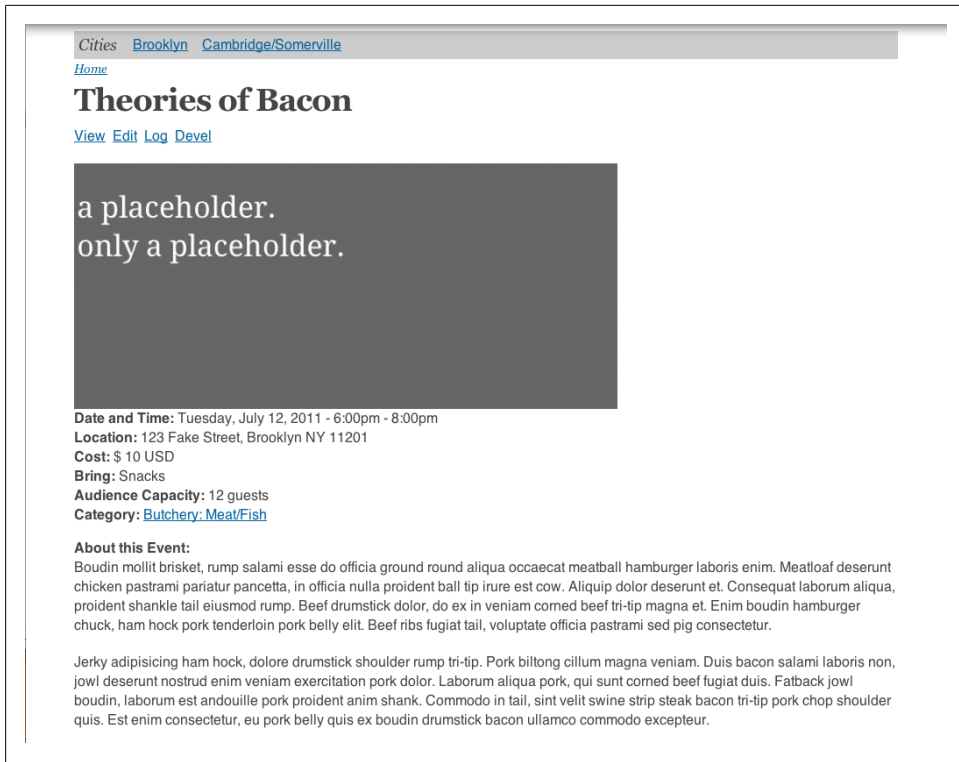 Cities Brooklyn Cambridge/Somerville
Home
Theories of Bacon
View Edit Log Devel
a placeholder.
only a placeholder.
Date and Time: Tuesday, July 12, 2011 - 6:00pm - 8:00pm
Location: 123 Fake Street, Brooklyn NY 11201
Cost: $ 10 USD
Bring: Snacks
Audience Capacity: 12 guests
Category: Butchery: Meat/Fish
About this Event:
Boudin mollit brisket, rump salami esse do officia ground round aliqua occaecat meatball hamburger laboris enim. Meatloaf deserunt
chicken pastrami pariatur pancetta, in officia nulla proident ball tip irure est cow. Aliquip dolor deserunt et. Consequat laborum aliqua,
proident shankle tail eiusmod rump. Beef drumstick dolor, do ex in veniam corned beef tri-tip magna et. Enim boudin hamburger
chuck, ham hock pork tenderloin pork belly elit. Beef ribs fugiat tail, voluptate officia pastrami sed pig consectetur.
Jerky adipisicing ham hock, dolore drumstick shoulder rump tri-tip. Pork biltong cillum magna veniam. Duis bacon salami laboris non,
jowl deserunt nostrud enim veniam exercitation pork dolor. Laborum aliqua pork, qui sunt corned beef fugiat duis. Fatback jowl
boudin, laborum est andouille pork proident anim shank. Commodo in tail, sint velit swine strip steak bacon tri-tip pork chop shoulder
quis. Est enim consectetur, eu pork belly quis ex boudin drumstick bacon ullamco commodo excepteur.